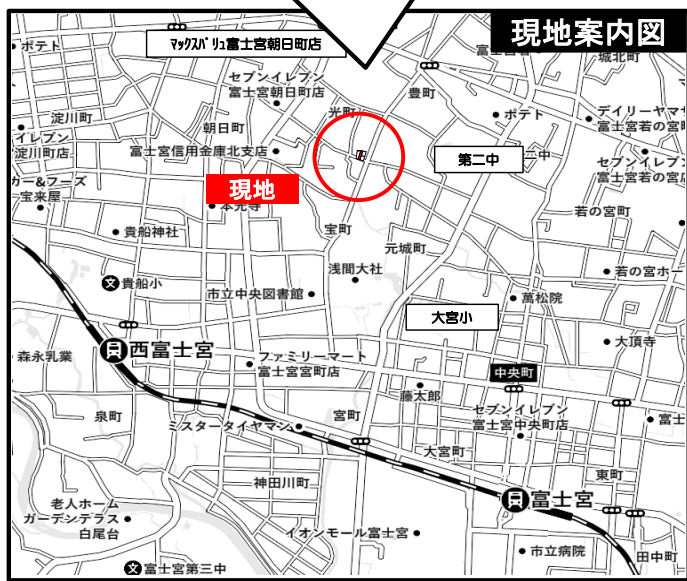 現地案内図
ポテト
マックスバリュ富士宮朝日町店
城北町
セブンイレブン
富士宮朝日町店
豊町
光町
ポテト
デイリーヤマザ
富士宮若の宮町
淀川町
朝日町
イレブン
淀川町店
富士宮信用金庫北支店
第二中
二中
セブンイレブ
富士宮若の宮店
カー&フーズ
宝来屋
現地
本光寺
若の宮町
貴船神社
宝町
元城町
浅間大社
若の宮ホー
文
貴船小
市立中央図書館
萬松院
大宮小
大頂寺
西富士宮
森永乳業
ファミリーマート
富士宮宮町店
中央町
藤太郎
泉町
宮町
セブンイレブン
富士宮中央町店
富士
ミスタータイヤマン
大宮町
神田川町
東町
富士宮
老人ホーム
ガーデンテラス
白尾台
イオンモール富士宮
市立病院
田中町
文
富士宮第三中